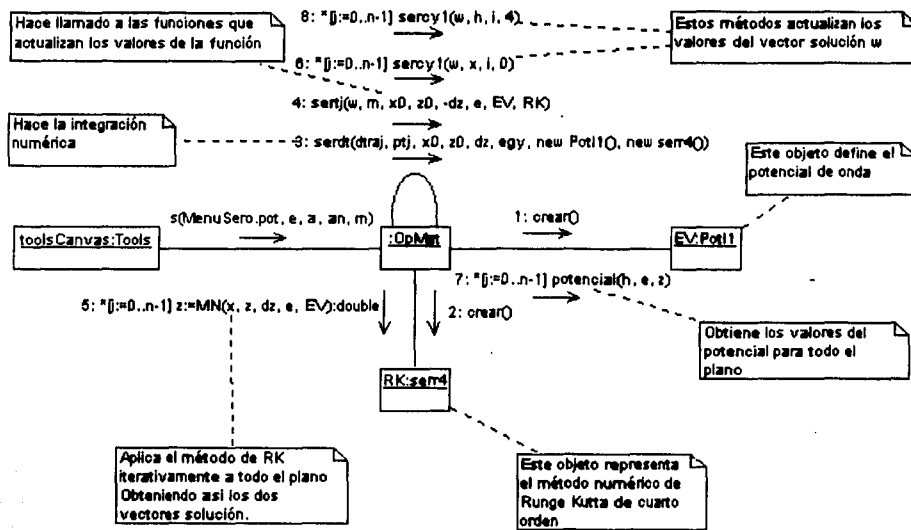 Hace llamado a las funciones que
actualizan los valores de la función
8: *[j:=0..n-1] sercy1(w, h, i, 4)
Estos métodos actualizan los
valores del vector solución w
6: *[j:=0..n-1] sercy1(w, x, i, 0)
4: sertj(w, m, x0, z0, -dz, e, EV, RK)
Hace la integración
numérica
3: serdt(dtraj, ptj, x0, z0, dz, egy, new Potl1(), new serr4())
Este objeto define el
potencial de onda
s(MenuSero.pot, e, a, an, m)
1: crear()
toolsCanvas:Tools
:OpMat
EV:Potl1
7: *[j:=0..n-1] potencial(h, e, z)
5: *[j:=0..n-1] z:=MN(x, z, dz, e, EV):double
2: crear()
Obtiene los valores del
potencial para todo el
plano
RK:serr4
Aplica el método de RK
iterativamente a todo el plano
Obteniendo asi los dos
vectores solución.
Este objeto representa
el método numérico de
Runge Kutta de cuarto
orden